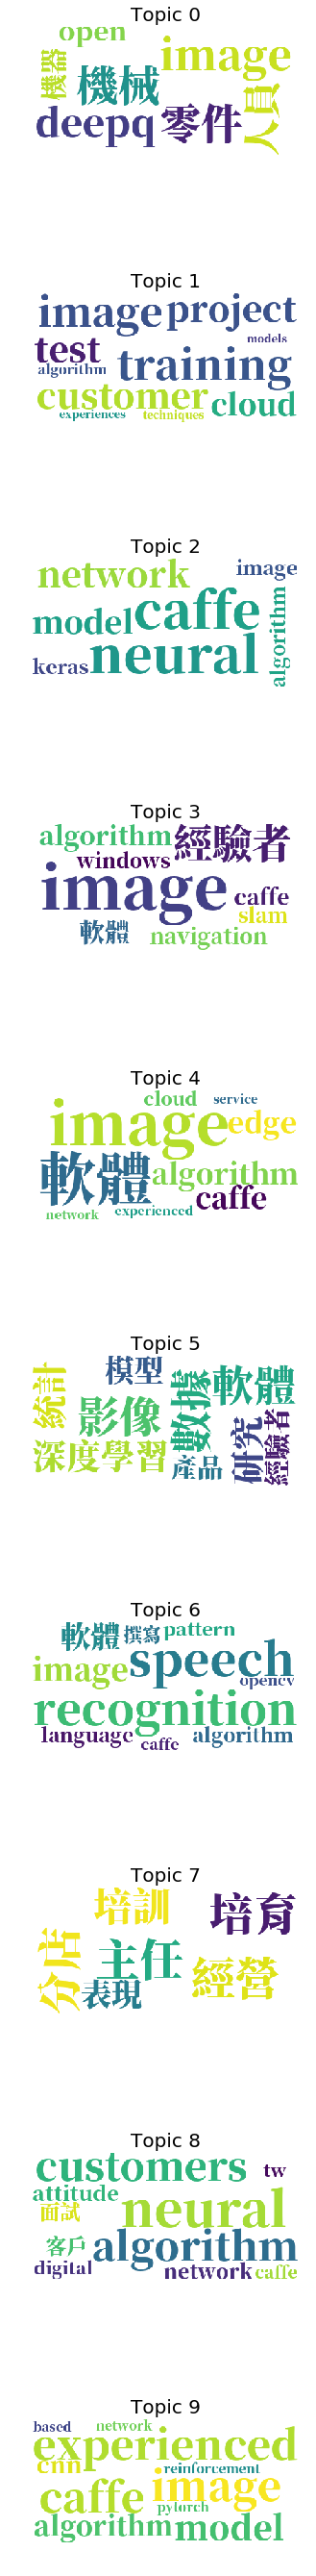 Topic 0
open
機器 機械 image
deepq 零件 人員
Topic 1
image project
test models
algorithm training
customer cloud
experiences techniques
Topic 2
network image
model caffe
keras neural algorithm
Topic 3
algorithm 經驗者
windows
image caffe
slam
軟體 navigation
Topic 4
cloud service
image edge
軟體 algorithm
caffe
network experienced
Topic 5
統計 模型 數據 軟體
影像 研究 經驗者
深度學習 產品
Topic 6
軟體 撰寫 pattern
image speech
opencv
recognition
language caffe algorithm
Topic 7
培訓 培育
分店 主任 經營
表現
Topic 8
customers tw
attitude neural
面試
客戶 algorithm
digital network caffe
Topic 9
based network
experienced
cnn reinforcement
caffe image
pytorch
algorithm model